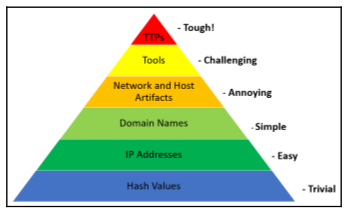 TTPs
- Tough!
Tools
- Challenging
Network and Host
Artifacts
- Annoying
Domain Names
- Simple
IP Addresses
- Easy
Hash Values
- Trivial